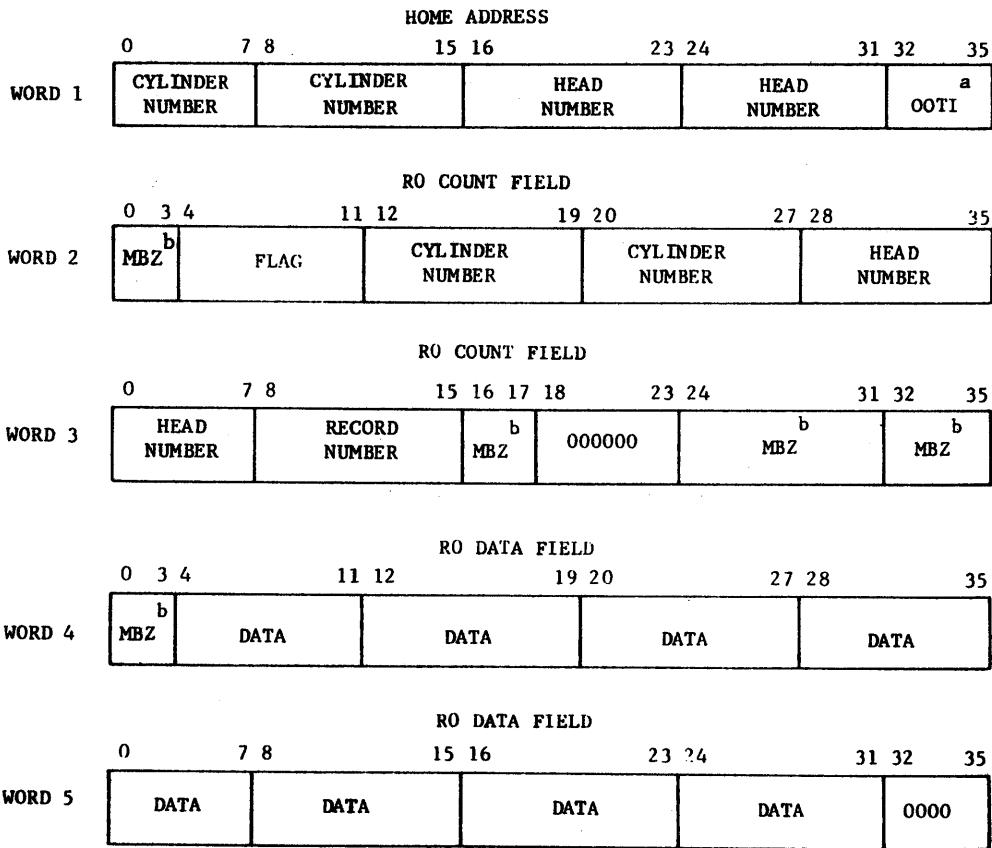 HOME ADDRESS
0 7 8 15 16 23 24 31 32 35
WORD 1 CYLINDER NUMBER CYLINDER NUMBER HEAD NUMBER HEAD NUMBER OOTI a
RO COUNT FIELD
0 3 4 11 12 19 20 27 28 35
WORD 2 MBZ b FLAG CYLINDER NUMBER CYLINDER NUMBER HEAD NUMBER
RO COUNT FIELD
0 7 8 15 16 17 18 23 24 31 32 35
WORD 3 HEAD NUMBER RECORD NUMBER MBZ b 000000 MBZ b MBZ b
RO DATA FIELD
0 3 4 11 12 19 20 27 28 35
WORD 4 MBZ b DATA DATA DATA DATA
RO DATA FIELD
0 7 8 15 16 23 24 31 32 35
WORD 5 DATA DATA DATA DATA 0000